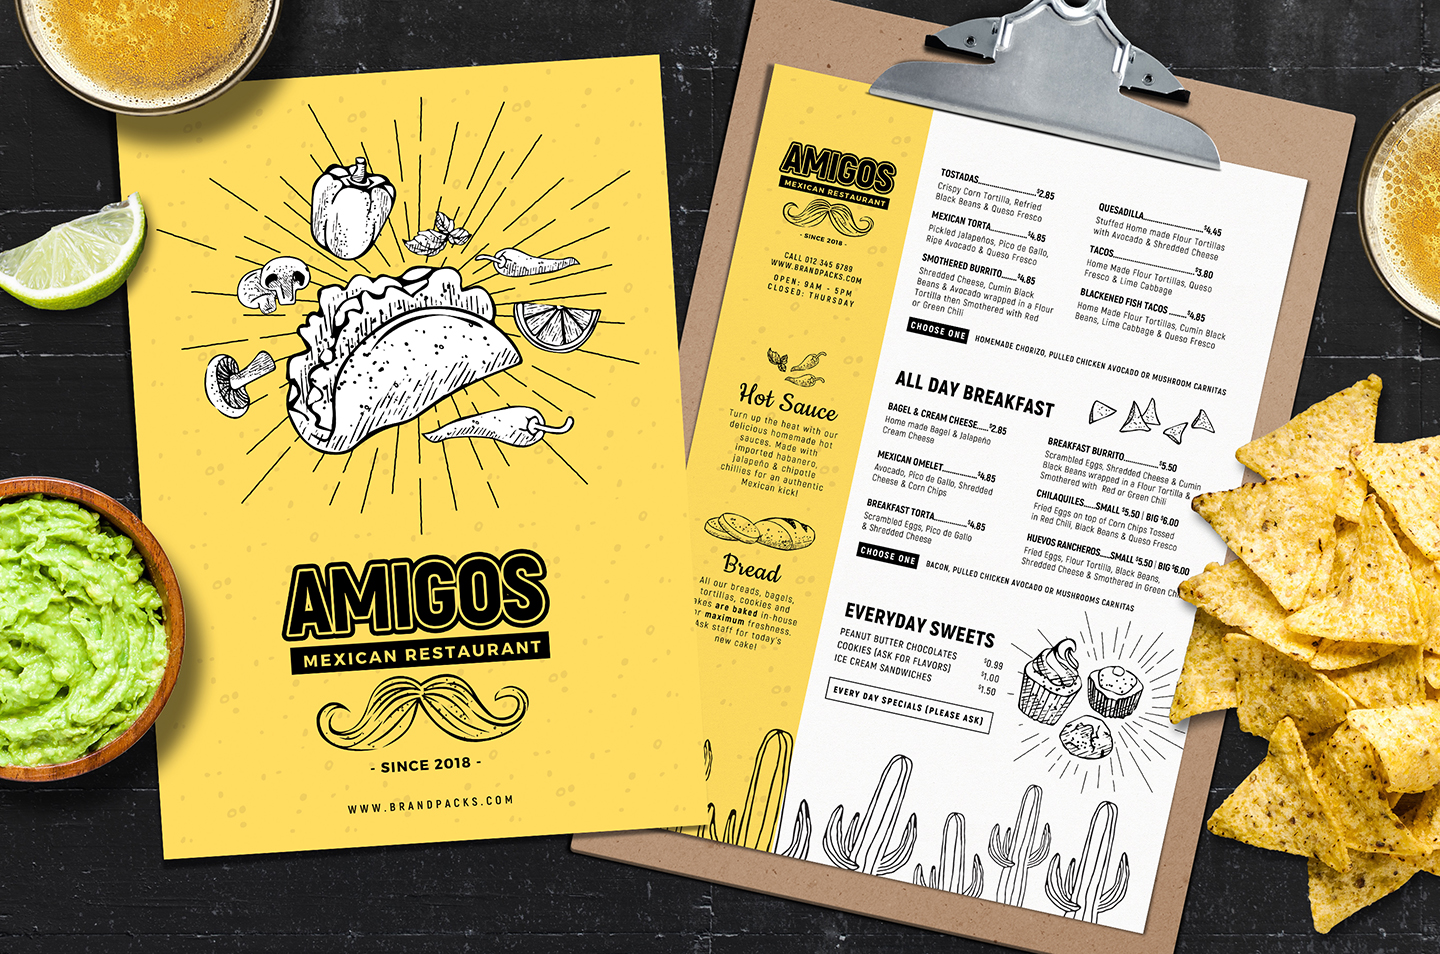 AMIGOS
MEXICAN RESTAURANT
- SINCE 2018 -
WWW.BRANDPACKS.COM
AMIGOS
MEXICAN RESTAURANT
- SINCE 2018 -
CALL 012 345 6789
WWW.BRANDPACKS.COM
OPEN: 9AM - 5PM
CLOSED: THURSDAY
Hot Sauce
Turn up the heat with our
delicious homemade hot
sauces. Made with
imported habanero,
jalapeño & chipotle
chillies for an authentic
Mexican kick!
Bread
All our breads, bagels,
tortillas, cookies and
akes are baked in-house
or maximum freshness.
Ask staff for today's
new cake!
TOSTADAS........................$2.85
Crispy Corn Tortilla, Refried
Black Beans & Queso Fresco
MEXICAN TORTA...............$4.85
Pickled Jalapeños, Pico de Gallo,
Ripe Avocado & Queso Fresco
SMOTHERED BURRITO......$4.85
Shredded Cheese, Cumin Black
Beans & Avocado wrapped in a Flour
Tortilla then Smothered with Red
or Green Chili
QUESADILLA........................$4.45
Stuffed Home made Flour Tortillas
with Avocado & Shredded Cheese
TACOS..................................$3.80
Home Made Flour Tortillas, Queso
Fresco & Lime Cabbage
BLACKENED FISH TACOS........$4.85
Home Made Flour Tortillas, Cumin Black
Beans, Lime Cabbage & Queso Fresco
CHOOSE ONE HOMEMADE CHORIZO, PULLED CHICKEN AVOCADO OR MUSHROOM CARNITAS
ALL DAY BREAKFAST
BAGEL & CREAM CHEESE.....$2.85
Home made Bagel & Jalapeño
Cream Cheese
MEXICAN OMELET..............$4.85
Avocado, Pico de Gallo, Shredded
Cheese & Corn Chips
BREAKFAST TORTA...................$4.85
Scrambled Eggs, Pico de Gallo
& Shredded Cheese
BREAKFAST BURRITO..............$5.50
Scrambled Eggs, Shredded Cheese & Cumin
Black Beans wrapped in a Flour Tortilla &
Smothered with Red or Green Chili
CHILAQUILES......SMALL $5.50 | BIG $6.00
Fried Eggs on top of Corn Chips Tossed
in Red Chili, Black Beans & Queso Fresco
HUEVOS RANCHEROS.....SMALL $5.50 | BIG $6.00
Fried Eggs, Flour Tortilla, Black Beans,
Shredded Cheese & Smothered in Green Ch
CHOOSE ONE BACON, PULLED CHICKEN AVOCADO OR MUSHROOMS CARNITAS
EVERYDAY SWEETS
PEANUT BUTTER CHOCOLATES $0.99
COOKIES (ASK FOR FLAVORS) $1.00
ICE CREAM SANDWICHES $1.50
EVERY DAY SPECIALS (PLEASE ASK)